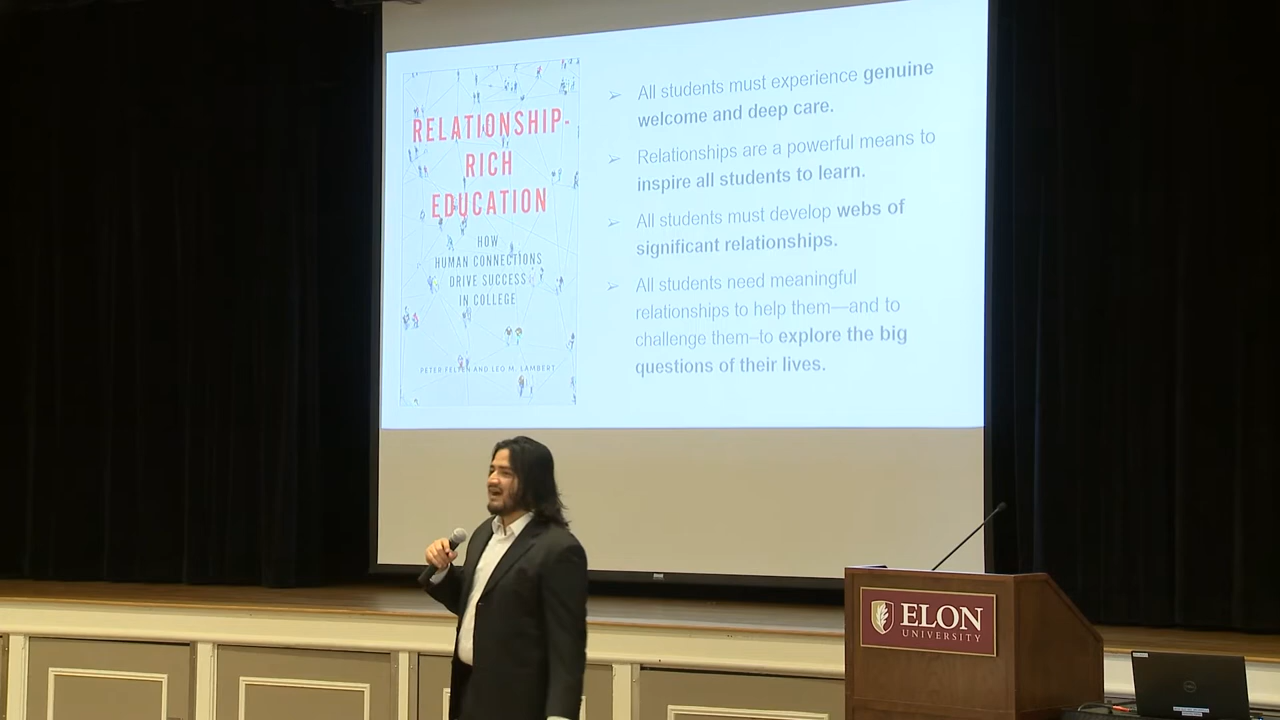 RELATIONSHIP-
RICH
EDUCATION
HOW
HUMAN CONNECTIONS
DRIVE SUCCESS
IN COLLEGE
PETER FELTEN AND LEO M. LAMBERT
➢ All students must experience genuine
welcome and deep care.
➢ Relationships are a powerful means to
inspire all students to learn.
➢ All students must develop webs of
significant relationships.
➢ All students need meaningful
relationships to help them—and to
challenge them–to explore the big
questions of their lives.
ELON
UNIVERSITY
DELL